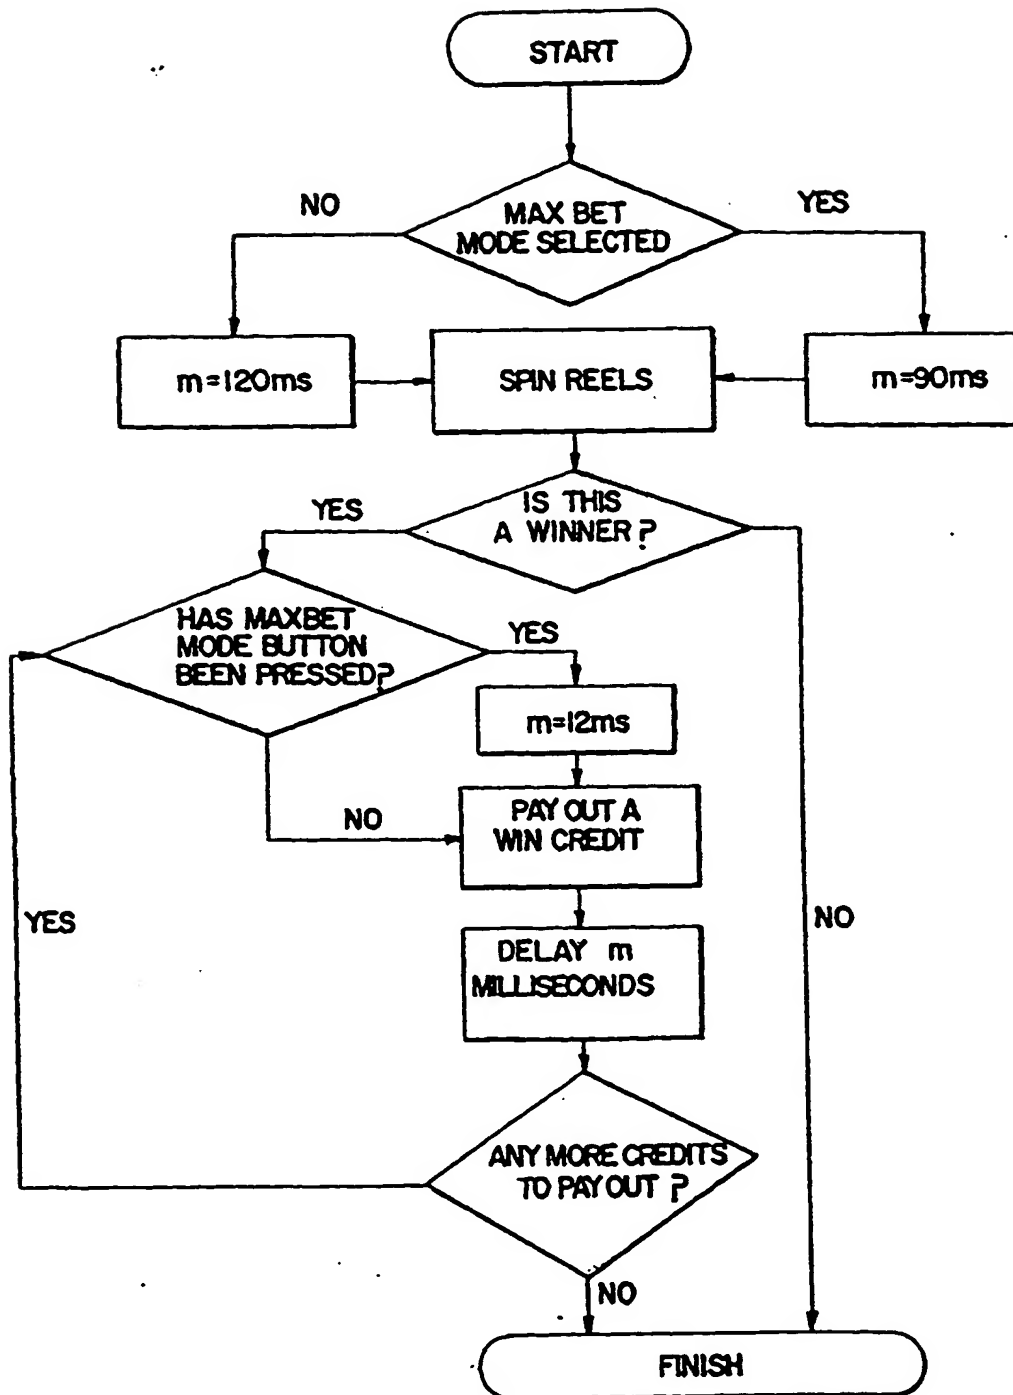 START
MAX BET
MODE SELECTED
NO
YES
m=120ms
SPIN REELS
m=90ms
IS THIS
A WINNER?
YES
HAS MAXBET
MODE BUTTON
BEEN PRESSED?
YES
m=12ms
PAY OUT A
WIN CREDIT
NO
YES
NO
DELAY m
MILLISECONDS
ANY MORE CREDITS
TO PAY OUT ?
NO
FINISH